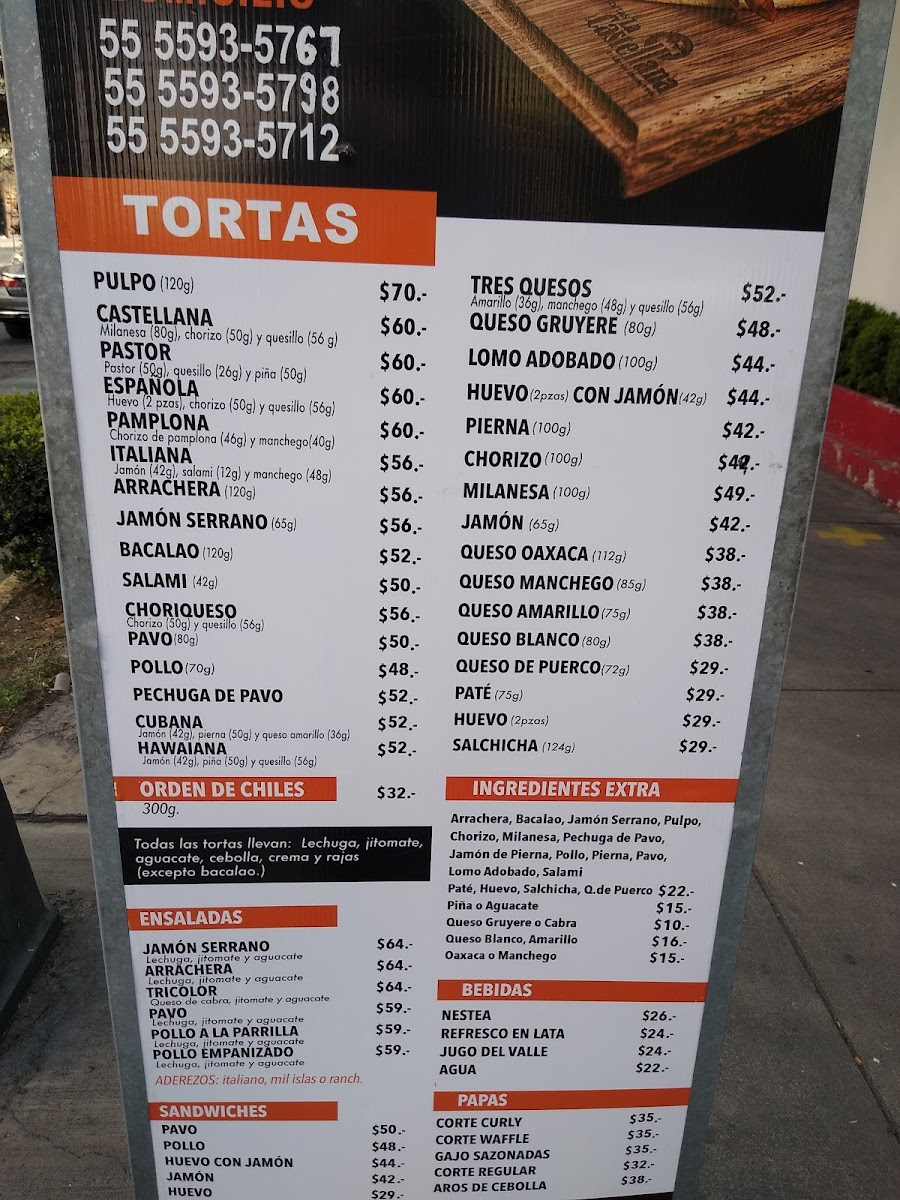 55 5593-5767
55 5593-5798
55 5593-5712
TORTAS
PULPO (120g) $70.-
CASTELLANA $60.-
Milanesa (80g), chorizo (50g) y quesillo (56 g)
PASTOR $60.-
Pastor (50g), quesillo (26g) y piña (50g)
ESPAÑOLA $60.-
Huevo (2 pzas), chorizo (50g) y quesillo (56g)
PAMPLONA $60.-
Chorizo de pamplona (46g) y manchego(40g)
ITALIANA $56.-
Jamón (42g), salami (12g) y manchego (48g)
ARRACHERA (120g) $56.-
JAMÓN SERRANO (65g) $56.-
BACALAO (120g) $52.-
SALAMI (42g) $50.-
CHORIQUESO $56.-
Chorizo (50g) y quesillo (56g)
PAVO (80g) $50.-
POLLO (70g) $48.-
PECHUGA DE PAVO $52.-
CUBANA $52.-
Jamón (42g), pierna (50g) y queso amarillo (36g)
HAWAIANA $52.-
Jamón (42g), piña (50g) y quesillo (56g)
TRES QUESOS $52.-
Amarillo (36g), manchego (48g) y quesillo (56g)
QUESO GRUYERE (80g) $48.-
LOMO ADOBADO (100g) $44.-
HUEVO (2pzas) CON JAMÓN (42g) $44.-
PIERNA (100g) $42.-
CHORIZO (100g)
MILANESA (100g) $49.-
JAMÓN (65g) $42.-
QUESO OAXACA (112g) $38.-
QUESO MANCHEGO (85g) $38.-
QUESO AMARILLO (75g) $38.-
QUESO BLANCO (80g) $38.-
QUESO DE PUERCO (72g) $29.-
PATÉ (75g) $29.-
HUEVO (2pzas) $29.-
SALCHICHA (124g) $29.-
ORDEN DE CHILES $32.-
300g.
Todas las tortas llevan: Lechuga, jitomate,
aguacate, cebolla, crema y rajas
(excepto bacalao.)
ENSALADAS
JAMÓN SERRANO $64.-
Lechuga, jitomate y aguacate
ARRACHERA $64.-
Lechuga, jitomate y aguacate
TRICOLOR $64.-
Queso de cabra, jitomate y aguacate
PAVO $59.-
Lechuga, jitomate y aguacate
POLLO A LA PARRILLA $59.-
Lechuga, jitomate y aguacate
POLLO EMPANIZADO $59.-
Lechuga, jitomate y aguacate
ADEREZOS: italiano, mil islas o ranch.
SANDWICHES
PAVO $50.-
POLLO $48.-
HUEVO CON JAMÓN $44.-
JAMÓN $42.-
HUEVO $29.-
INGREDIENTES EXTRA
Arrachera, Bacalao, Jamón Serrano, Pulpo,
Chorizo, Milanesa, Pechuga de Pavo,
Jamón de Pierna, Pollo, Pierna, Pavo,
Lomo Adobado, Salami
Paté, Huevo, Salchicha, Q.de Puerco $22.-
Piña o Aguacate $15.-
Queso Gruyere o Cabra $10.-
Queso Blanco, Amarillo $16.-
Oaxaca o Manchego $15.-
BEBIDAS
NESTEA $26.-
REFRESCO EN LATA $24.-
JUGO DEL VALLE $24.-
AGUA $22.-
PAPAS
CORTE CURLY $35.-
CORTE WAFFLE $35.-
GAJO SAZONADAS $35.-
CORTE REGULAR $32.-
AROS DE CEBOLLA $38.-